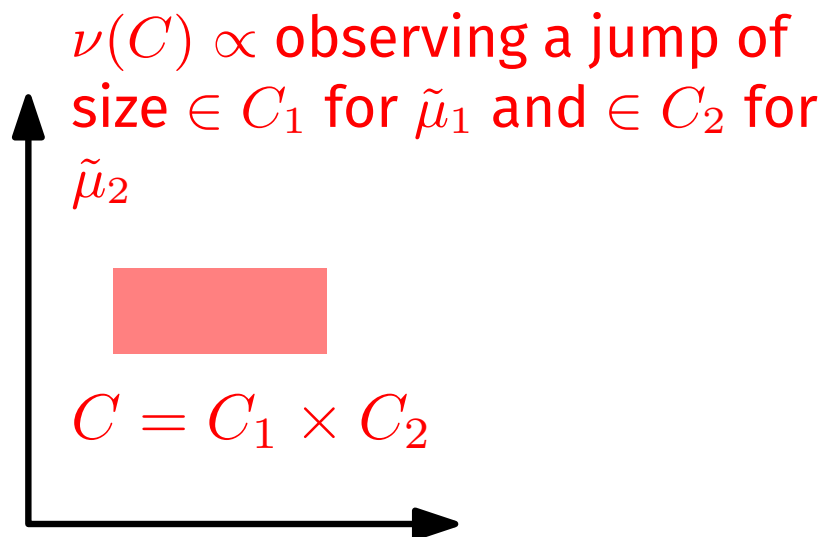 ν(C) ∝ observing a jump of
size ∈ C₁ for μ̃₁ and ∈ C₂ for
μ̃₂
C = C₁ × C₂